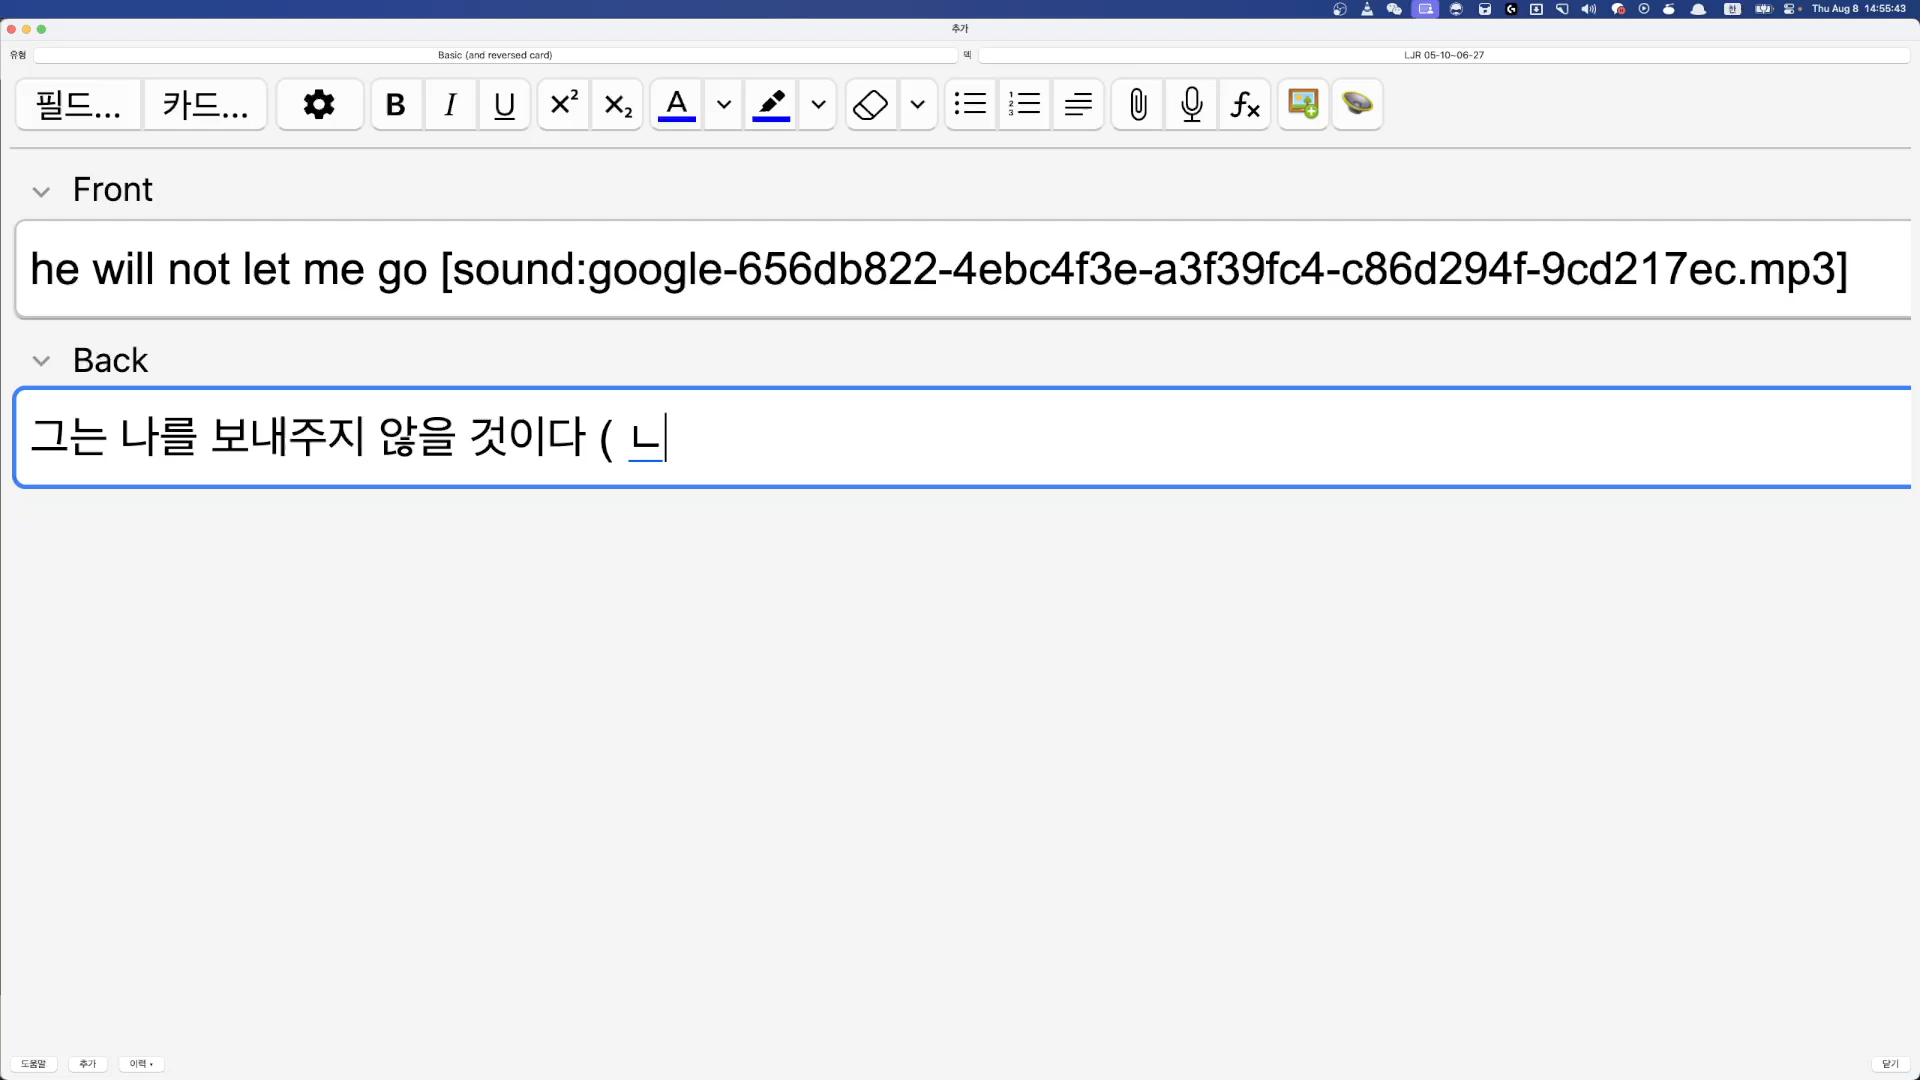 Thu Aug 8 14:55:43
추가
유형 Basic (and reversed card) 덱 LJR 05-10~06-27
필드... 카드... B I U X² X₂ A fx
Front
he will not let me go [sound:google-656db822-4ebc4f3e-a3f39fc4-c86d294f-9cd217ec.mp3]
Back
그는 나를 보내주지 않을 것이다 ( ㄴ
도움말 추가 이력 닫기